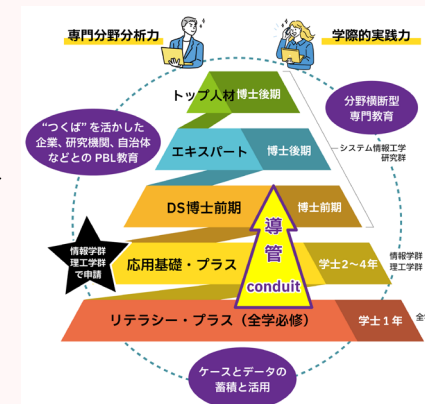 専門分野分析力
学際的実践力
トップ人材
博士後期
分野横断型
専門教育
“つくば”を活かした
企業、研究機関、自治体
などとの PBL教育
エキスパート
博士後期
システム情報工学
研究群
DS博士前期
博士前期
導
管
conduit
情報学群
理工学群
で申請
応用基礎・プラス
学士2~4年
情報学群
理工学群
リテラシー・プラス（全学必修）
学士1年
全
ケースとデータの
蓄積と活用